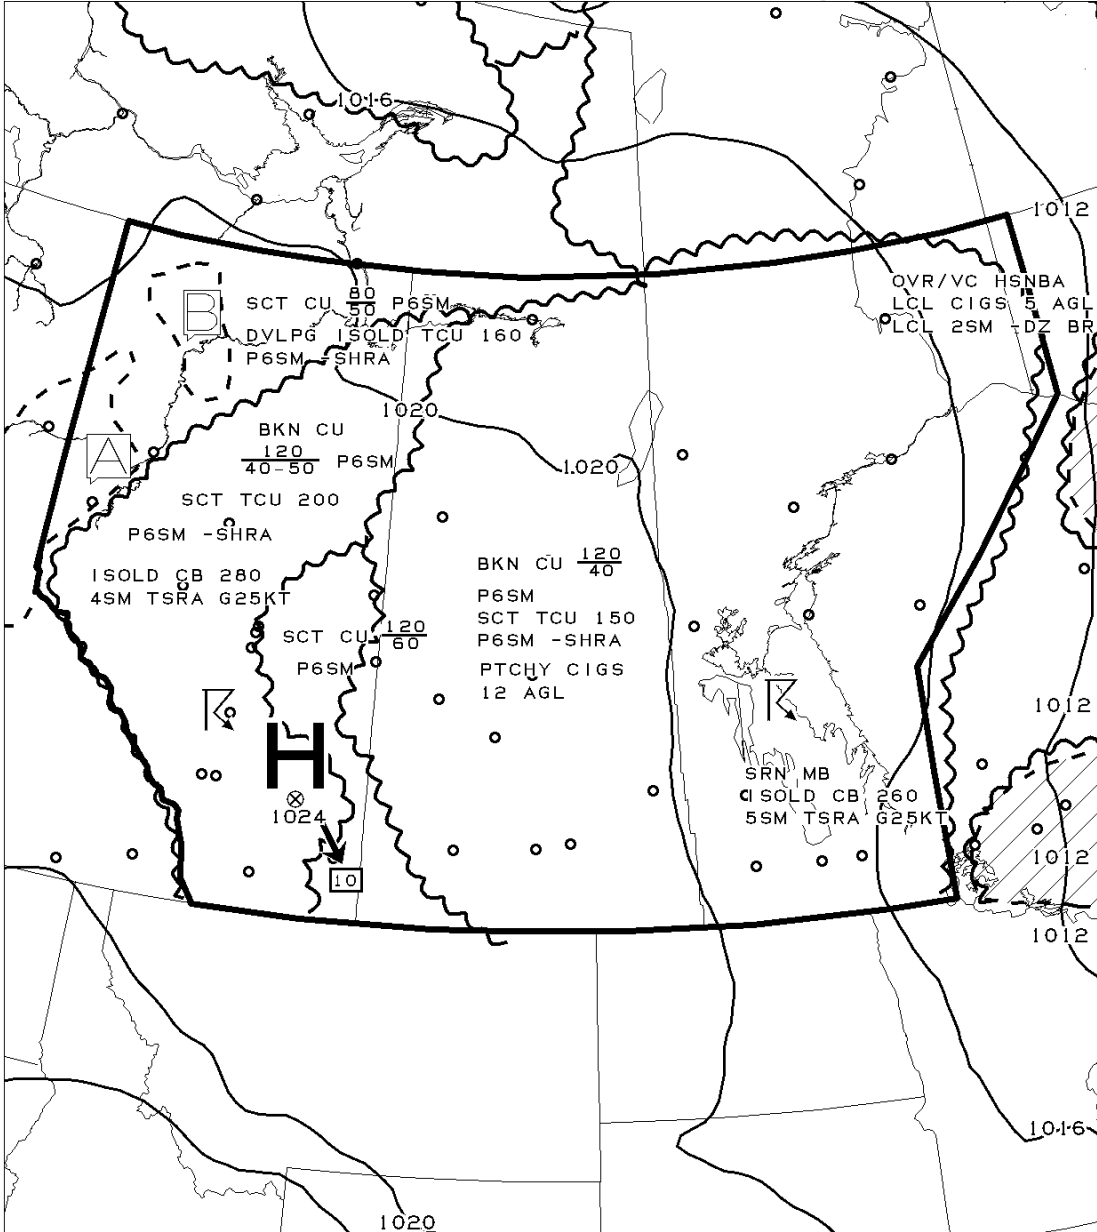 1016
1012
OVR/VC HSNBA
LCL CIGS 5 AGL
LCL 2SM -DZ BR
B
SCT CU 80/50 P6SM
DVLPG ISOLD TCU 160
P6SM -SHRA
1020
A
BKN CU
120/40-50 P6SM
SCT TCU 200
P6SM -SHRA
ISOLD CB 280
4SM TSRA G25KT
1020
BKN CU 120/40
P6SM
SCT TCU 150
P6SM -SHRA
PTCHY CIGS
12 AGL
SCT CU 120/60
P6SM
R
R
1012
H
1024
10
SRN MB
ISOLD CB 260
5SM TSRA G25KT
1012
1012
1016
1020